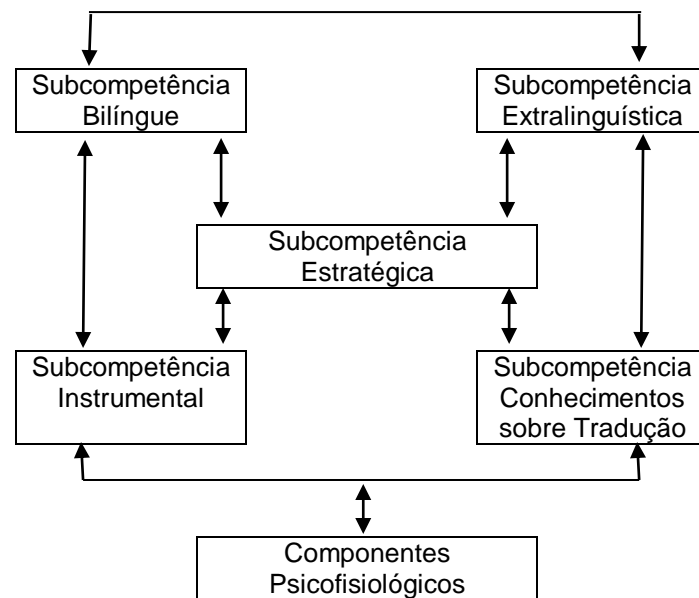 Subcompetência
Bilíngue
Subcompetência
Extralinguística
Subcompetência
Estratégica
Subcompetência
Instrumental
Subcompetência
Conhecimentos
sobre Tradução
Componentes
Psicofisiológicos